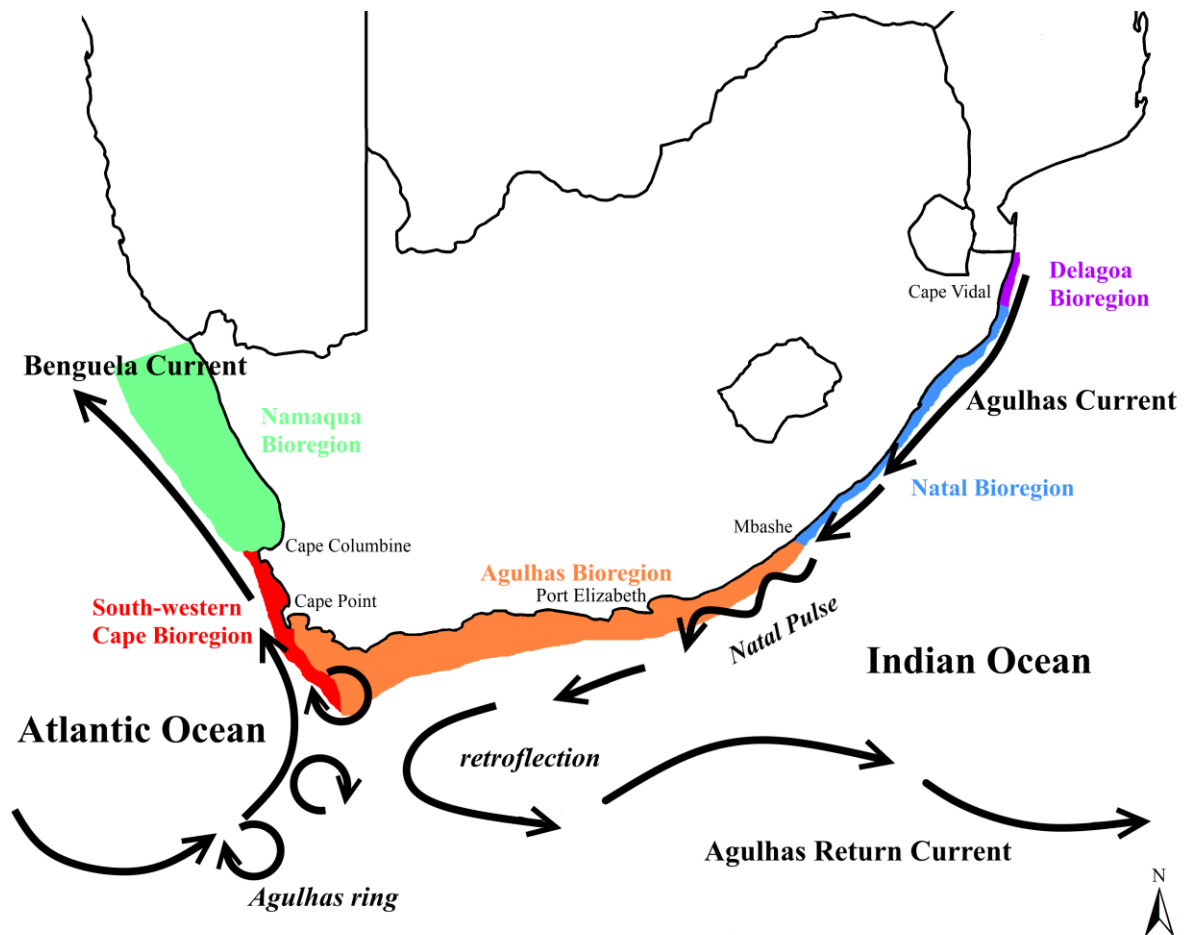 Delagoa
Bioregion
Cape Vidal
Benguela Current
Agulhas Current
Namaqua
Bioregion
Natal Bioregion
Mbashe
Cape Columbine
Agulhas Bioregion
Port Elizabeth
Cape Point
South-western
Cape Bioregion
Natal Pulse
Indian Ocean
Atlantic Ocean
retroflection
Agulhas Return Current
Agulhas ring
N